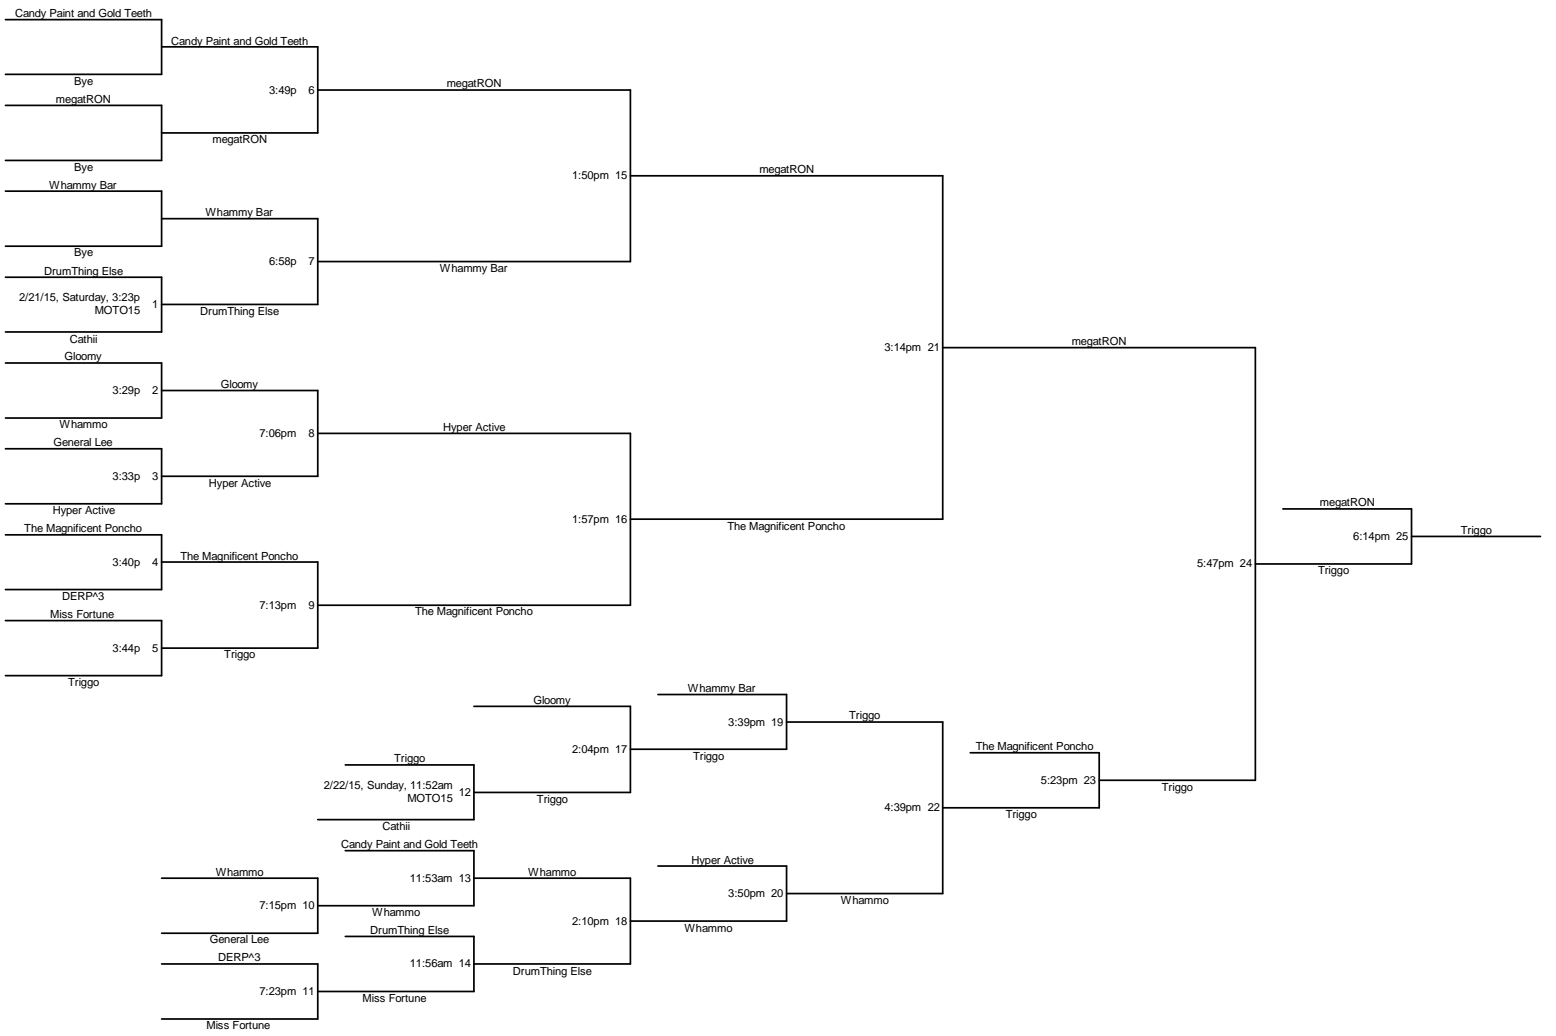 Candy Paint and Gold Teeth
Candy Paint and Gold Teeth
Bye
3:49p 6
megatRON
megatRON
megatRON
Bye
Whammy Bar
1:50pm 15
megatRON
Whammy Bar
Bye
6:58p 7
Whammy Bar
DrumThing Else
2/21/15, Saturday, 3:23p
MOTO15 1
DrumThing Else
Cathii
3:14pm 21
megatRON
Gloomy
3:29p 2
Gloomy
Whammo
7:06pm 8
Hyper Active
General Lee
3:33p 3
Hyper Active
Hyper Active
1:57pm 16
The Magnificent Poncho
The Magnificent Poncho
3:40p 4
The Magnificent Poncho
DERP^3
7:13pm 9
The Magnificent Poncho
Miss Fortune
3:44p 5
Triggo
Triggo
5:47pm 24
megatRON
6:14pm 25
Triggo
Triggo
Gloomy
2:04pm 17
Whammy Bar
3:39pm 19
Triggo
Triggo
Triggo
2/22/15, Sunday, 11:52am
MOTO15 12
Triggo
Cathii
4:39pm 22
The Magnificent Poncho
5:23pm 23
Triggo
Triggo
Candy Paint and Gold Teeth
11:53am 13
Whammo
Whammo
7:15pm 10
Whammo
General Lee
2:10pm 18
Hyper Active
3:50pm 20
Whammo
Whammo
DrumThing Else
11:56am 14
DrumThing Else
DERP^3
7:23pm 11
Miss Fortune
Miss Fortune